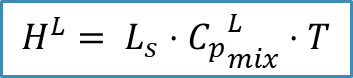 H^L = L_s · C_p_mix^L · T